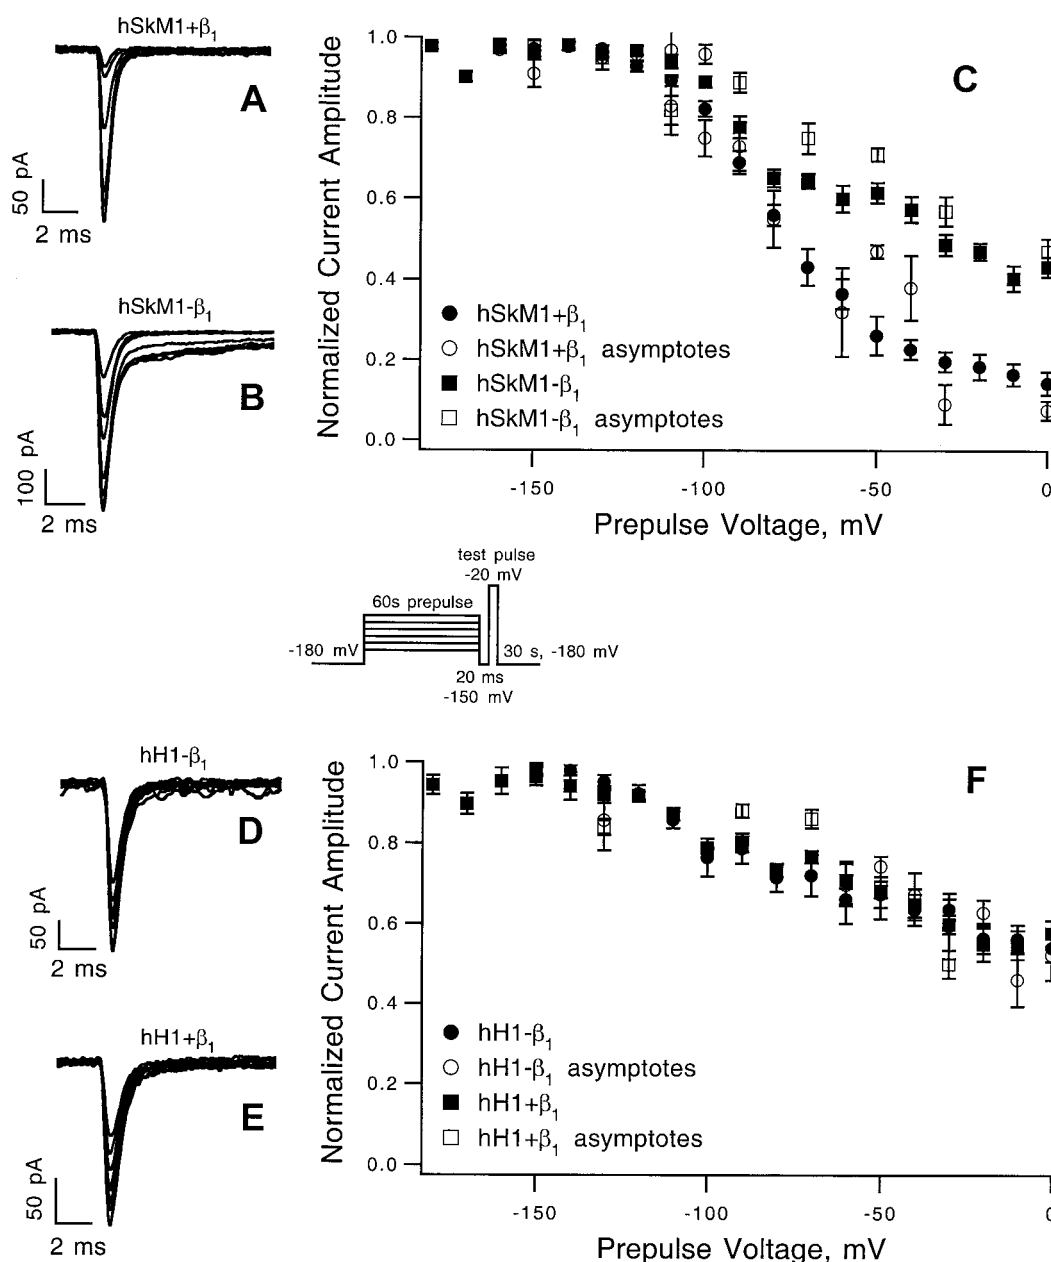 hSkM1+β1
A
50 pA
2 ms
hSkM1-β1
B
100 pA
2 ms
C
Normalized Current Amplitude
1.0
0.8
0.6
0.4
0.2
0.0
hSkM1+β1
hSkM1+β1 asymptotes
hSkM1-β1
hSkM1-β1 asymptotes
-150
-100
-50
0
Prepulse Voltage, mV
test pulse
-20 mV
60s prepulse
-180 mV
30 s, -180 mV
20 ms
-150 mV
hH1-β1
D
50 pA
2 ms
hH1+β1
E
50 pA
2 ms
F
Normalized Current Amplitude
1.0
0.8
0.6
0.4
0.2
0.0
hH1-β1
hH1-β1 asymptotes
hH1+β1
hH1+β1 asymptotes
-150
-100
-50
0
Prepulse Voltage, mV